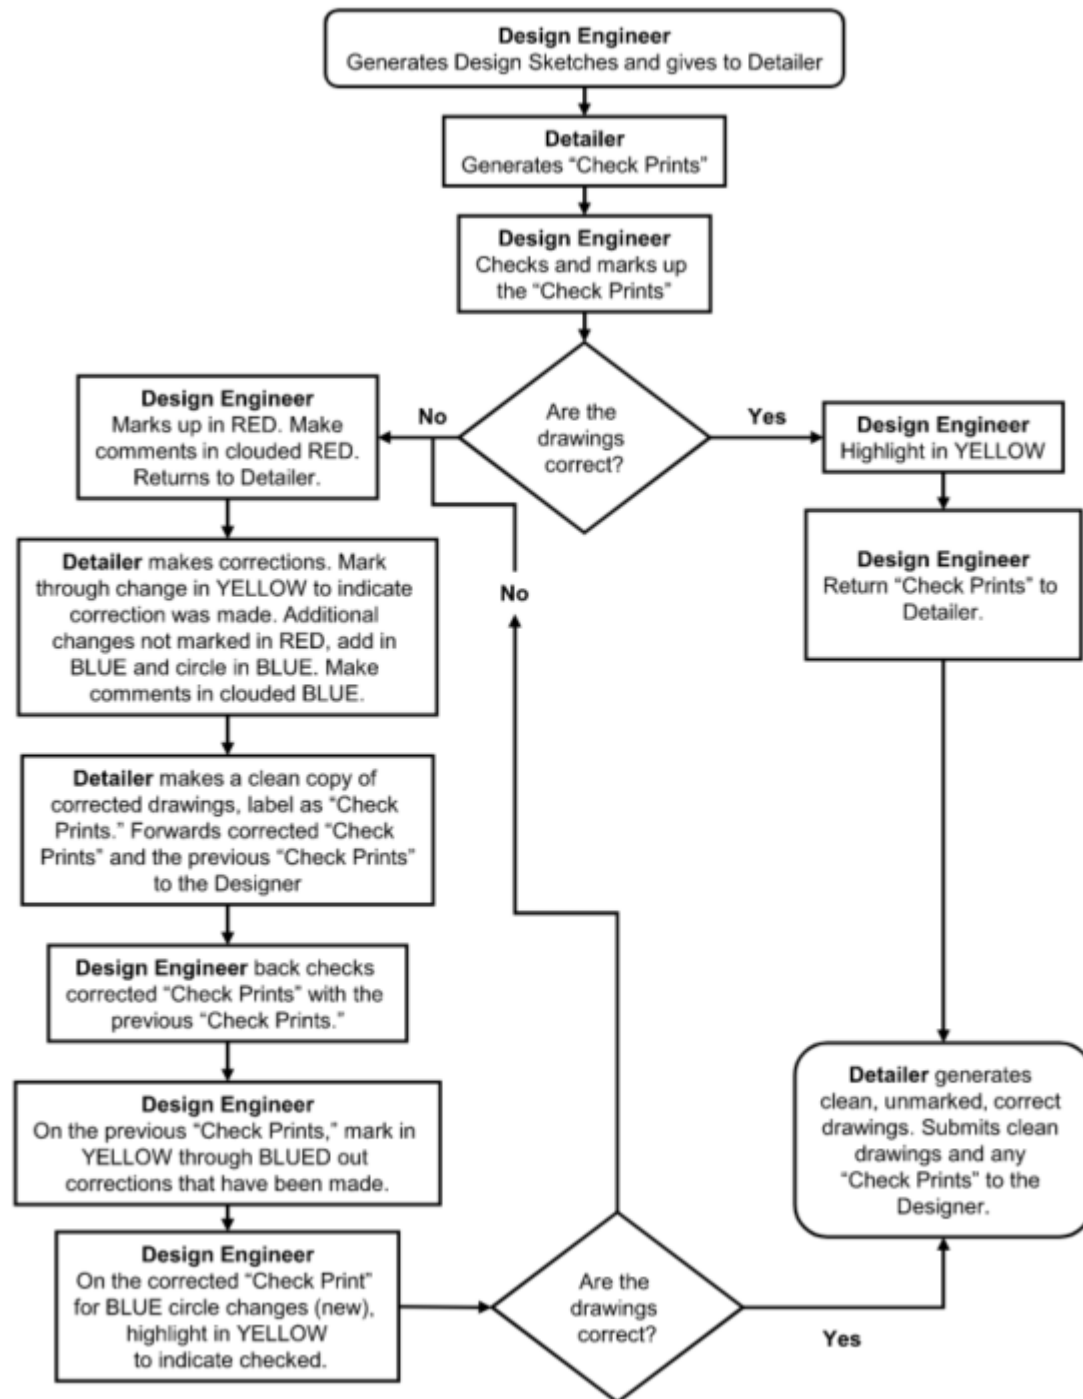 Design Engineer
Generates Design Sketches and gives to Detailer
Detailer
Generates “Check Prints”
Design Engineer
Checks and marks up
the “Check Prints”
Are the
drawings
correct?
No
Yes
Design Engineer
Marks up in RED. Make
comments in clouded RED.
Returns to Detailer.
Design Engineer
Highlight in YELLOW
Detailer makes corrections. Mark
through change in YELLOW to indicate
correction was made. Additional
changes not marked in RED, add in
BLUE and circle in BLUE. Make
comments in clouded BLUE.
Design Engineer
Return “Check Prints” to
Detailer.
No
Detailer makes a clean copy of
corrected drawings, label as “Check
Prints.” Forwards corrected “Check
Prints” and the previous “Check Prints”
to the Designer
Design Engineer back checks
corrected “Check Prints” with the
previous “Check Prints.”
Design Engineer
On the previous “Check Prints,” mark in
YELLOW through BLUED out
corrections that have been made.
Design Engineer
On the corrected “Check Print”
for BLUE circle changes (new),
highlight in YELLOW
to indicate checked.
Are the
drawings
correct?
Yes
Detailer generates
clean, unmarked, correct
drawings. Submits clean
drawings and any
“Check Prints” to the
Designer.